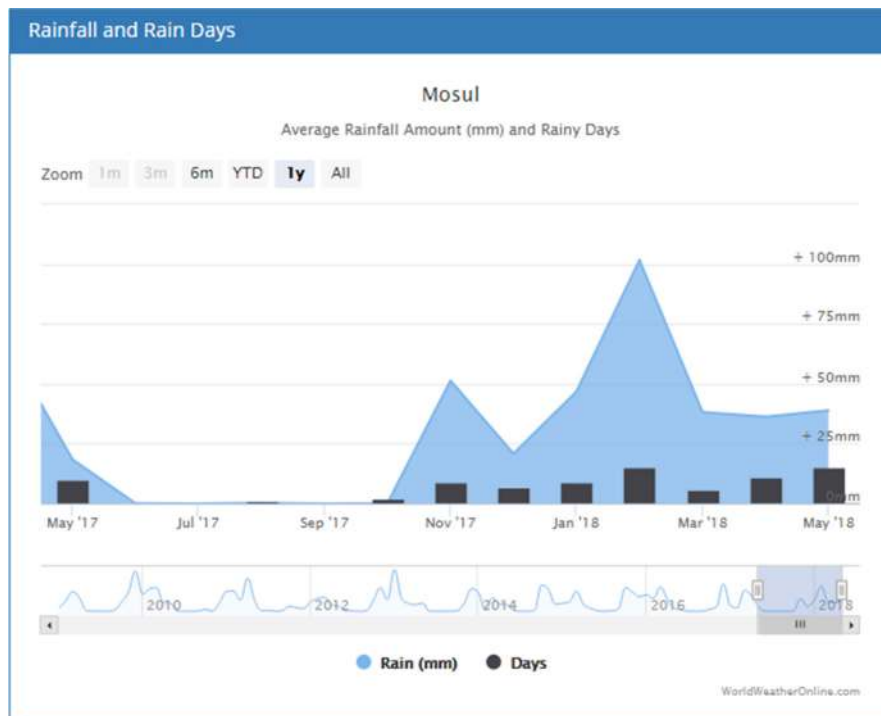 Rainfall and Rain Days
Mosul
Average Rainfall Amount (mm) and Rainy Days
Zoom 1m 3m 6m YTD 1y All
+ 100mm
+ 75mm
+ 50mm
+ 25mm
0mm
May '17 Jul '17 Sep '17 Nov '17 Jan '18 Mar '18 May '18
2010 2012 2014 2016 2018
Rain (mm) Days
WorldWeatherOnline.com